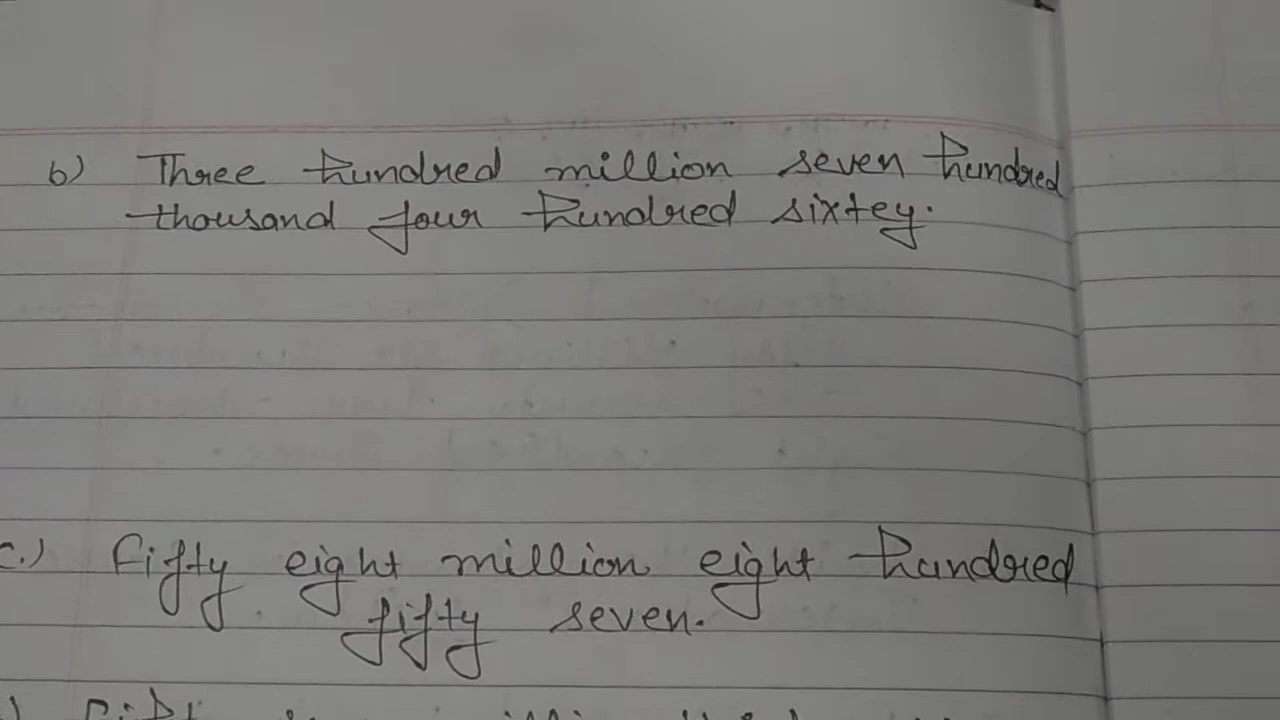 b) Three hundred million seven hundred
thousand four hundred sixtey.
c.) Fifty eight million eight hundred
fifty seven.